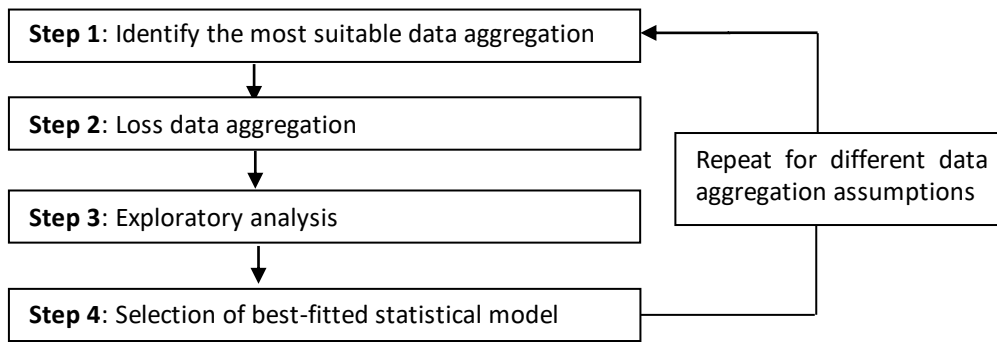 Step 1: Identify the most suitable data aggregation
Step 2: Loss data aggregation
Repeat for different data
aggregation assumptions
Step 3: Exploratory analysis
Step 4: Selection of best-fitted statistical model